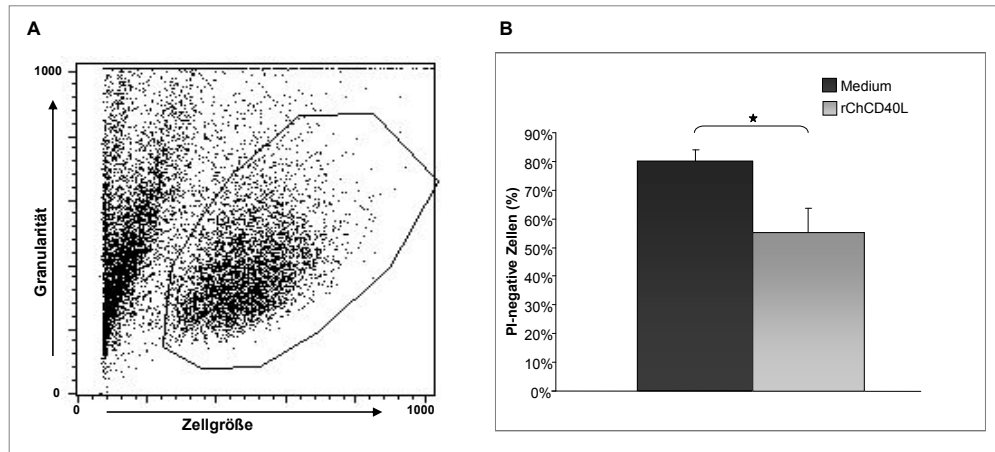 A
1000
Granularität
0
0
Zellgröße
1000
B
Medium
rChCD40L
★
90%
80%
70%
60%
50%
40%
30%
20%
10%
0%
PI-negative Zellen (%)